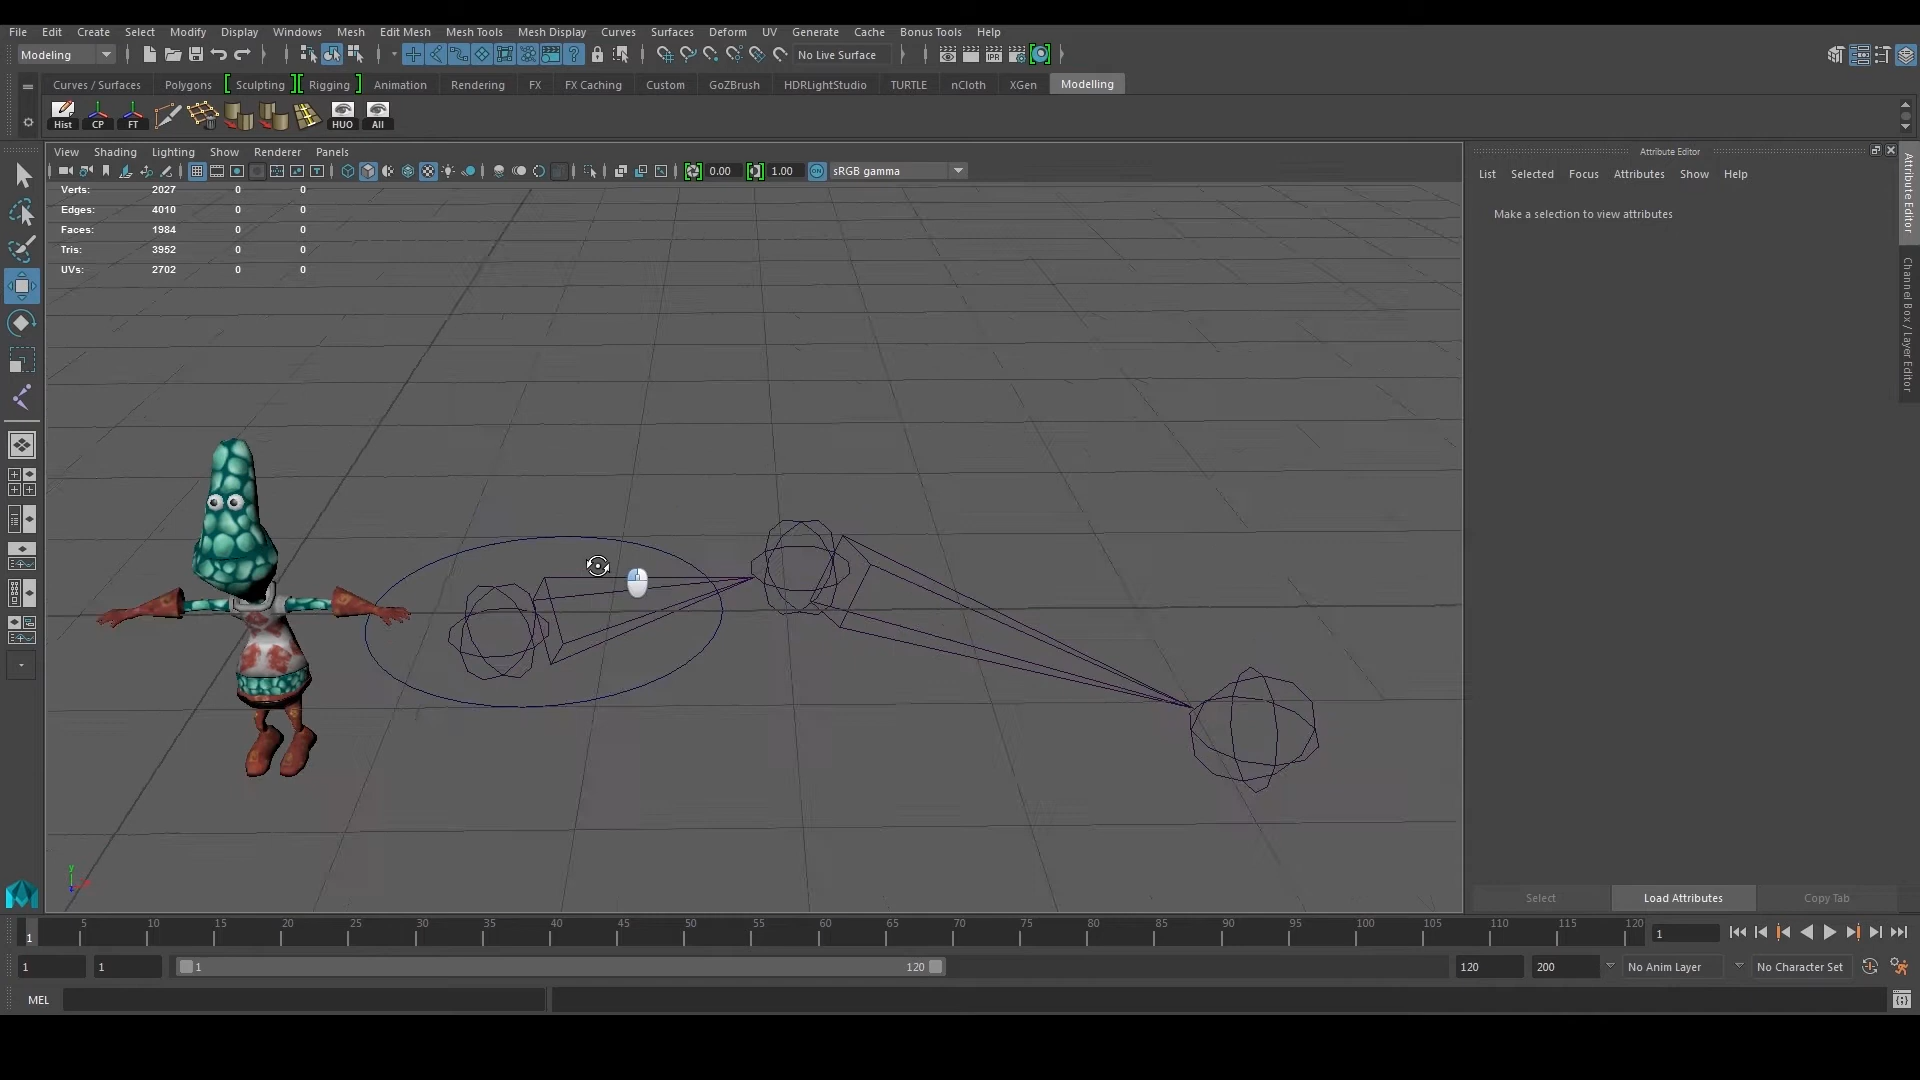 File Edit Create Select Modify Display Windows Mesh Edit Mesh Mesh Tools Mesh Display Curves Surfaces Deform UV Generate Cache Bonus Tools Help
Modeling No Live Surface
Curves / Surfaces Polygons Sculpting Rigging Animation Rendering FX FX Caching Custom GoZBrush HDRLightStudio TURTLE nCloth XGen Modelling
Hist CP FT HUO All
View Shading Lighting Show Renderer Panels
0.00 1.00 ON sRGB gamma
Verts: 2027 0 0
Edges: 4010 0 0
Faces: 1984 0 0
Tris: 3952 0 0
UVs: 2702 0 0
Attribute Editor
List Selected Focus Attributes Show Help
Make a selection to view attributes
Attribute Editor
Channel Box / Layer Editor
y
Select Load Attributes Copy Tab
1 5 10 15 20 25 30 35 40 45 50 55 60 65 70 75 80 85 90 95 100 105 110 115 120 1
1 1 1 120 120 200 No Anim Layer No Character Set
MEL